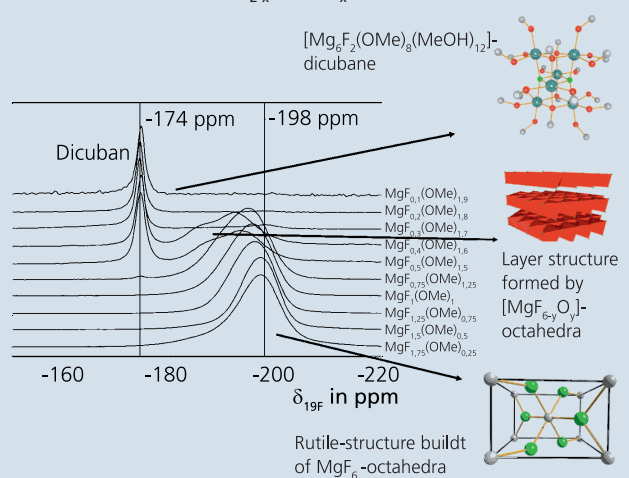 2-x x
[Mg6F2(OMe)8(MeOH)12]-
dicubane
-174 ppm
-198 ppm
Dicuban
MgF0,1(OMe)1,9
MgF0,2(OMe)1,8
MgF0,3(OMe)1,7
MgF0,4(OMe)1,6
MgF0,5(OMe)1,5
MgF0,75(OMe)1,25
MgF1(OMe)1
MgF1,25(OMe)0,75
MgF1,5(OMe)0,5
MgF1,75(OMe)0,25
Layer structure
formed by
[MgF6-yOy]-
octahedra
-160
-180
-200
-220
δ19F in ppm
Rutile-structure buildt
of MgF6-octahedra